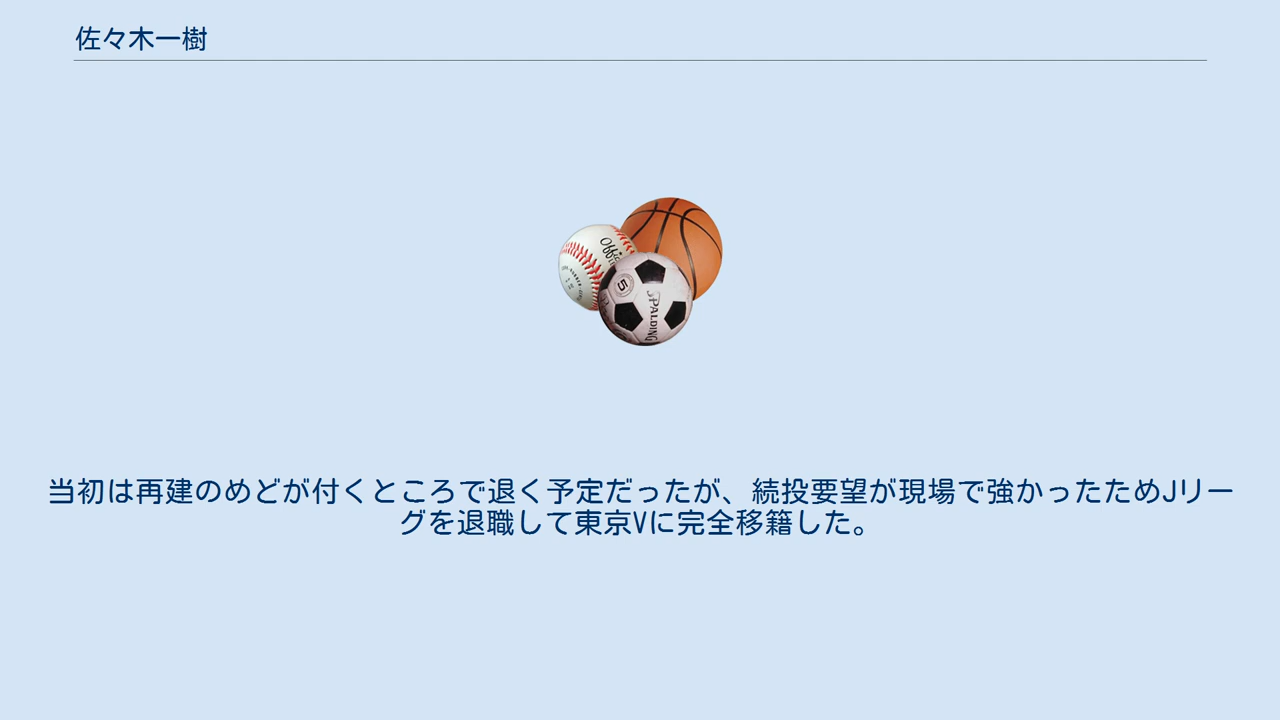 佐々木一樹
Offic
5
SPALDING
当初は再建のめどが付くところで退く予定だったが、続投要望が現場で強かったためJリー
グを退職して東京Vに完全移籍した。